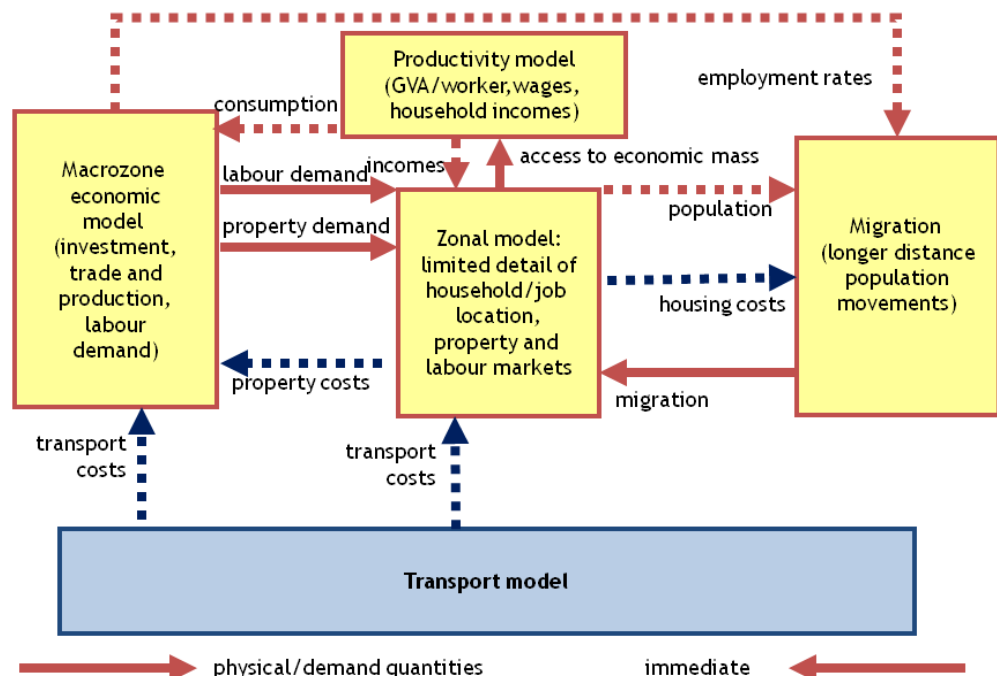 Productivity model
(GVA/worker,wages,
household incomes)
employment rates
consumption
incomes
access to economic mass
Macrozone
economic
model
(investment,
trade and
production,
labour
demand)
labour demand
property demand
property costs
Zonal model:
limited detail of
household/job
location,
property and
labour markets
population
housing costs
migration
Migration
(longer distance
population
movements)
transport
costs
transport
costs
Transport model
physical/demand quantities
immediate